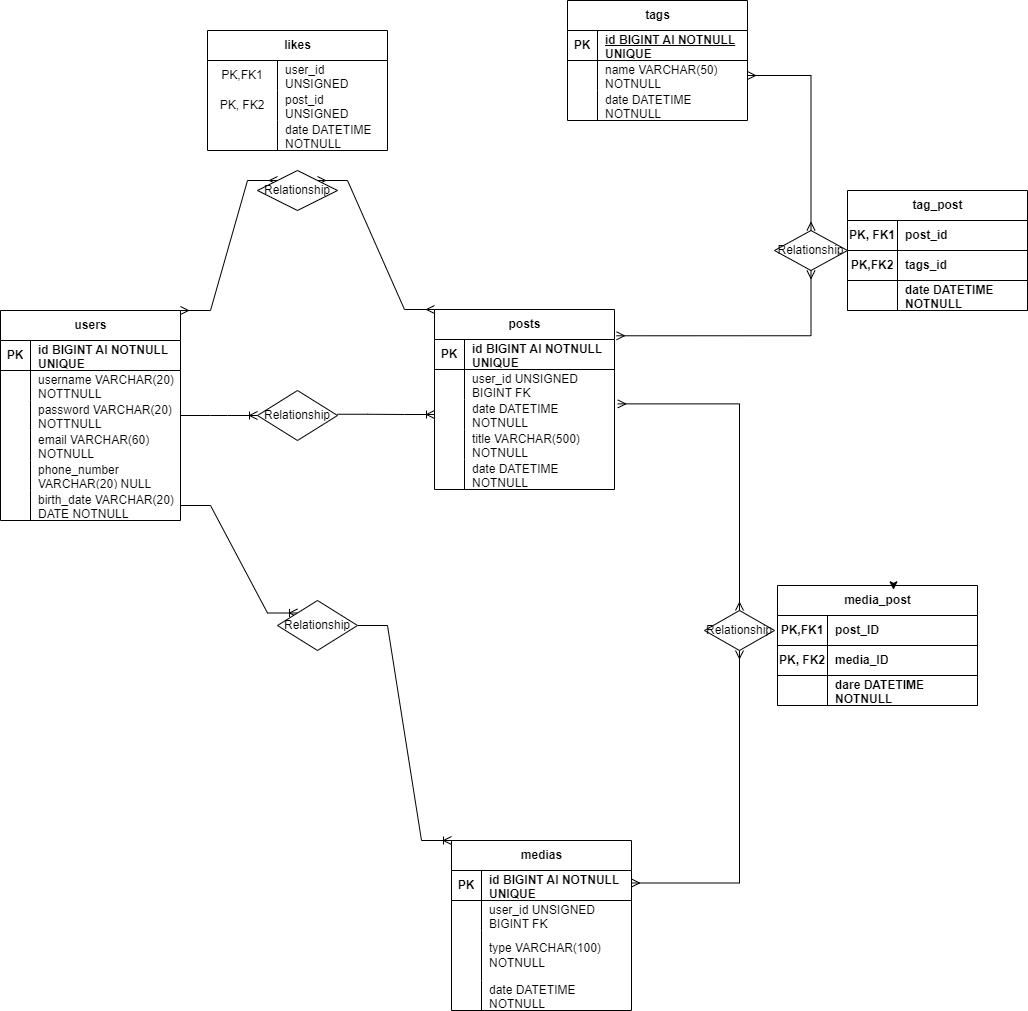 tags
PK
id BIGINT AI NOTNULL
UNIQUE
name VARCHAR(50)
NOTNULL
date DATETIME
NOTNULL
likes
PK,FK1
user_id
UNSIGNED
PK, FK2
post_id
UNSIGNED
date DATETIME
NOTNULL
Relationship
tag_post
PK, FK1
post_id
PK,FK2
tags_id
date DATETIME
NOTNULL
Relationship
users
PK
id BIGINT AI NOTNULL
UNIQUE
username VARCHAR(20)
NOTTNULL
password VARCHAR(20)
NOTTNULL
email VARCHAR(60)
NOTNULL
phone_number
VARCHAR(20) NULL
birth_date VARCHAR(20)
DATE NOTNULL
Relationship
posts
PK
id BIGINT AI NOTNULL
UNIQUE
user_id UNSIGNED
BIGINT FK
date DATETIME
NOTNULL
title VARCHAR(500)
NOTNULL
date DATETIME
NOTNULL
Relationship
Relationship
media_post
PK,FK1
post_ID
PK, FK2
media_ID
dare DATETIME
NOTNULL
medias
PK
id BIGINT AI NOTNULL
UNIQUE
user_id UNSIGNED
BIGINT FK
type VARCHAR(100)
NOTNULL
date DATETIME
NOTNULL